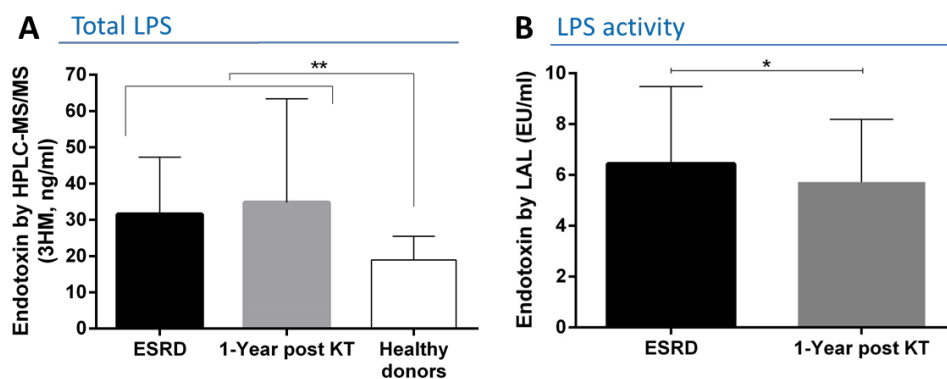 A Total LPS
Endotoxin by HPLC-MS/MS
(3HM, ng/ml)
70
60
50
40
30
20
10
0
**
ESRD
1-Year post KT
Healthy
donors
B LPS activity
Endotoxin by LAL (EU/ml)
10
8
6
4
2
0
*
ESRD
1-Year post KT